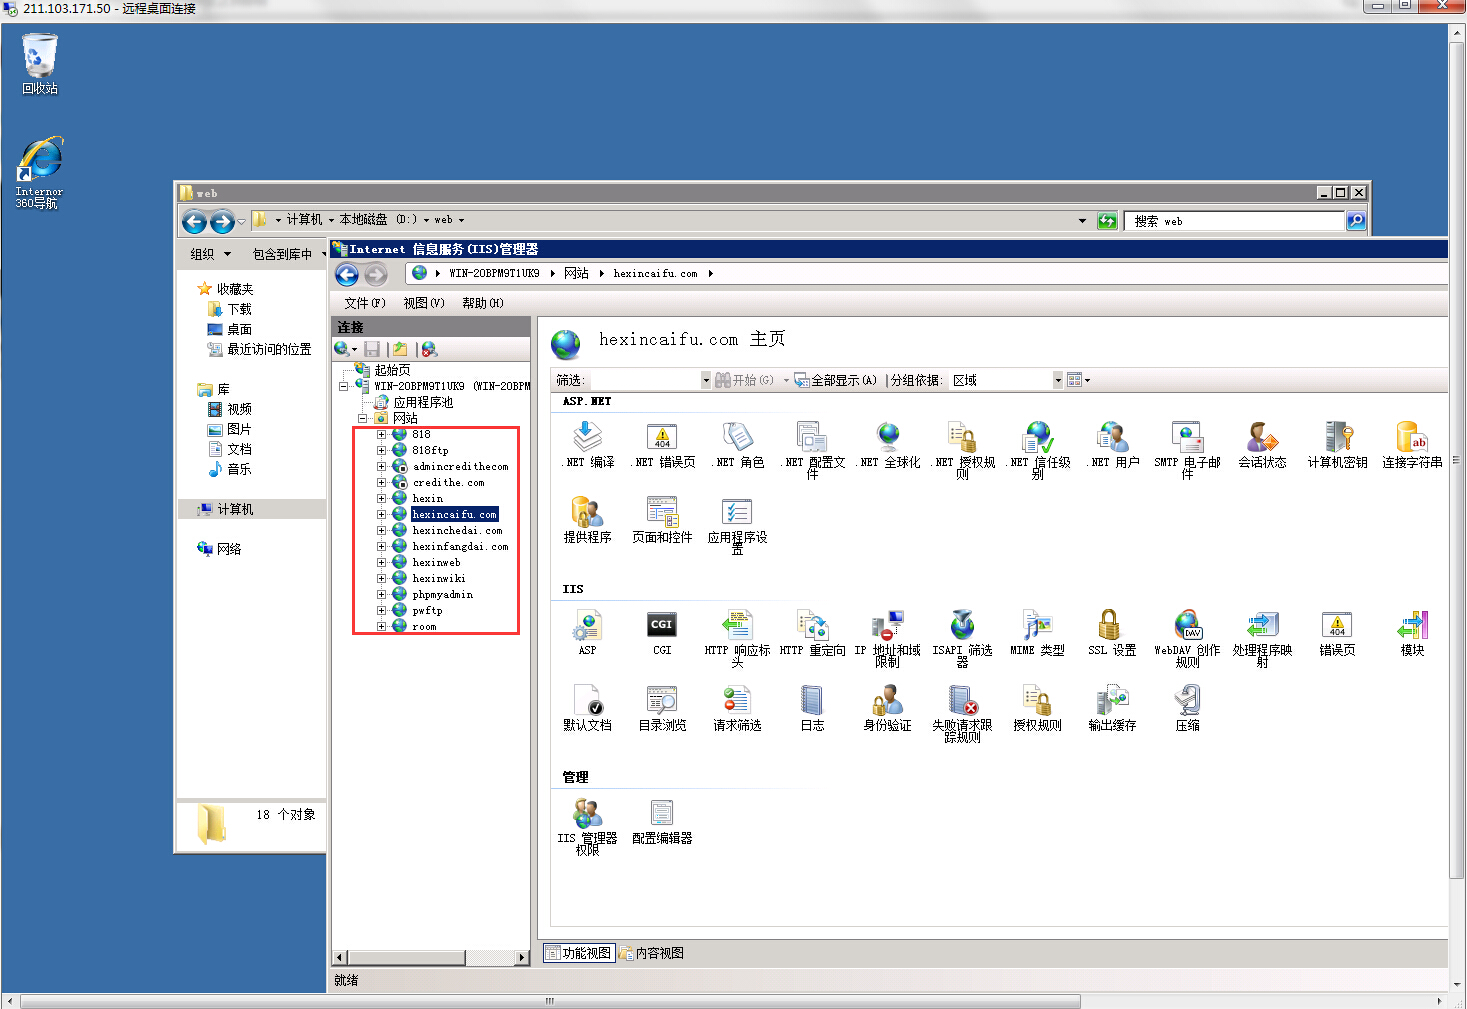 211.103.171.50 - 远程桌面连接
回收站
Internor
360导航
web
计算机 本地磁盘 (D:) web
搜索 web
组织 包含到库中
收藏夹
下载
桌面
最近访问的位置
库
视频
图片
文档
音乐
计算机
网络
18 个对象
Internet 信息服务(IIS)管理器
WIN-20BPM9T1UK9 网站 hexincaifu.com
文件(F) 视图(V) 帮助(H)
连接
起始页
WIN-20BPM9T1UK9 (WIN-20BPM
应用程序池
网站
818
818ftp
admincredithecom
credithe.com
hexin
hexincaifu.com
hexinchedai.com
hexinfangdai.com
hexinweb
hexinwiki
phpmyadmin
pwftp
room
hexincaifu.com 主页
筛选: 开始(G) 全部显示(A) 分组依据: 区域
ASP.NET
.NET 编译
.NET 错误页
.NET 角色
.NET 配置文
件
.NET 全球化
.NET 授权规
则
.NET 信任级
别
.NET 用户
SMTP 电子邮
件
会话状态
计算机密钥
连接字符串
提供程序
页面和控件
应用程序设
置
IIS
ASP
CGI
HTTP 响应标
头
HTTP 重定向
IP 地址和域
限制
ISAPI 筛选
器
MIME 类型
SSL 设置
WebDAV 创作
规则
处理程序映
射
错误页
模块
默认文档
目录浏览
请求筛选
日志
身份验证
失败请求跟
踪规则
授权规则
输出缓存
压缩
管理
IIS 管理器
权限
配置编辑器
功能视图 内容视图
就绪